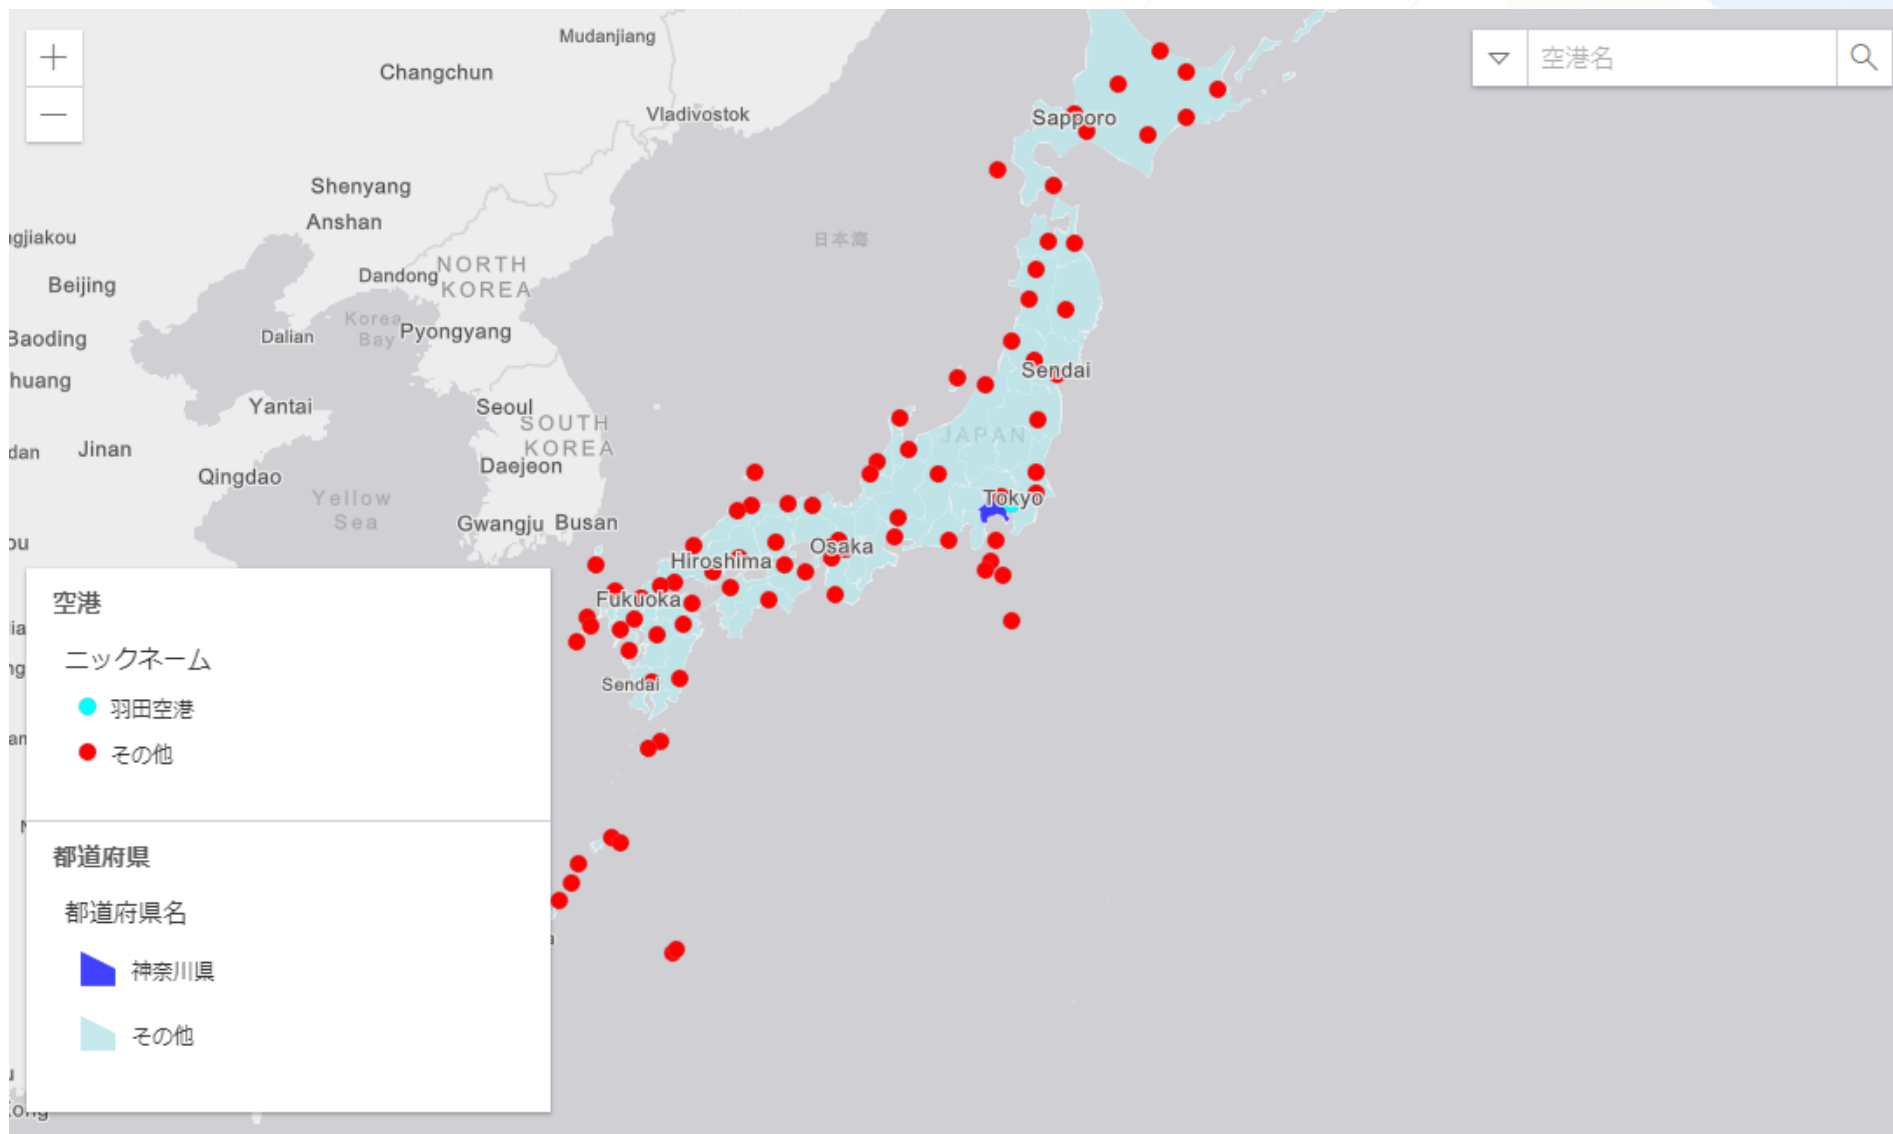 空港名
Mudanjiang
Changchun
Vladivostok
Sapporo
Shenyang
Anshan
ngjiakou
日本海
Dandong
NORTH
KOREA
Beijing
Korea
Bay
Pyongyang
Dalian
Baoding
Sendai
huang
Yantai
Seoul
SOUTH
KOREA
JAPAN
dan
Jinan
Daejeon
Qingdao
Yellow
Sea
Tokyo
Gwangju
Busan
ou
Osaka
Hiroshima
Fukuoka
Sendai
空港
ニックネーム
羽田空港
その他
都道府県
都道府県名
神奈川県
その他